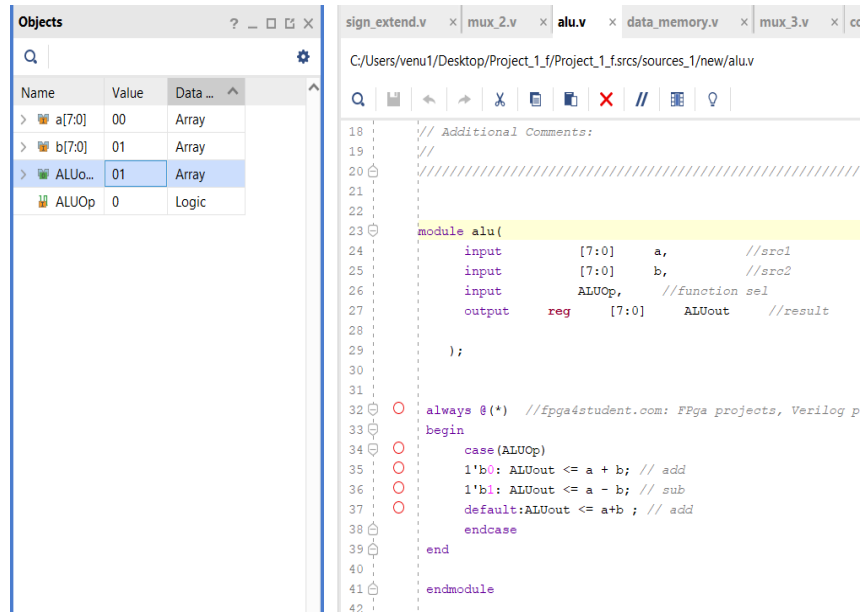 Objects
Name Value Data ...
a[7:0] 00 Array
b[7:0] 01 Array
ALUo... 01 Array
ALUOp 0 Logic
sign_extend.v × mux_2.v × alu.v × data_memory.v × mux_3.v × co
C:/Users/venu1/Desktop/Project_1_f/Project_1_f.srcs/sources_1/new/alu.v
18 // Additional Comments:
19 //
20 //////////////////////////////////////////////////////////
21
22
23 module alu(
24 input [7:0] a, //src1
25 input [7:0] b, //src2
26 input ALUOp, //function sel
27 output reg [7:0] ALUout //result
28
29 );
30
31
32 always @(*) //fpga4student.com: FPga projects, Verilog p
33 begin
34 case(ALUOp)
35 1'b0: ALUout <= a + b; // add
36 1'b1: ALUout <= a - b; // sub
37 default:ALUout <= a+b ; // add
38 endcase
39 end
40
41 endmodule
42